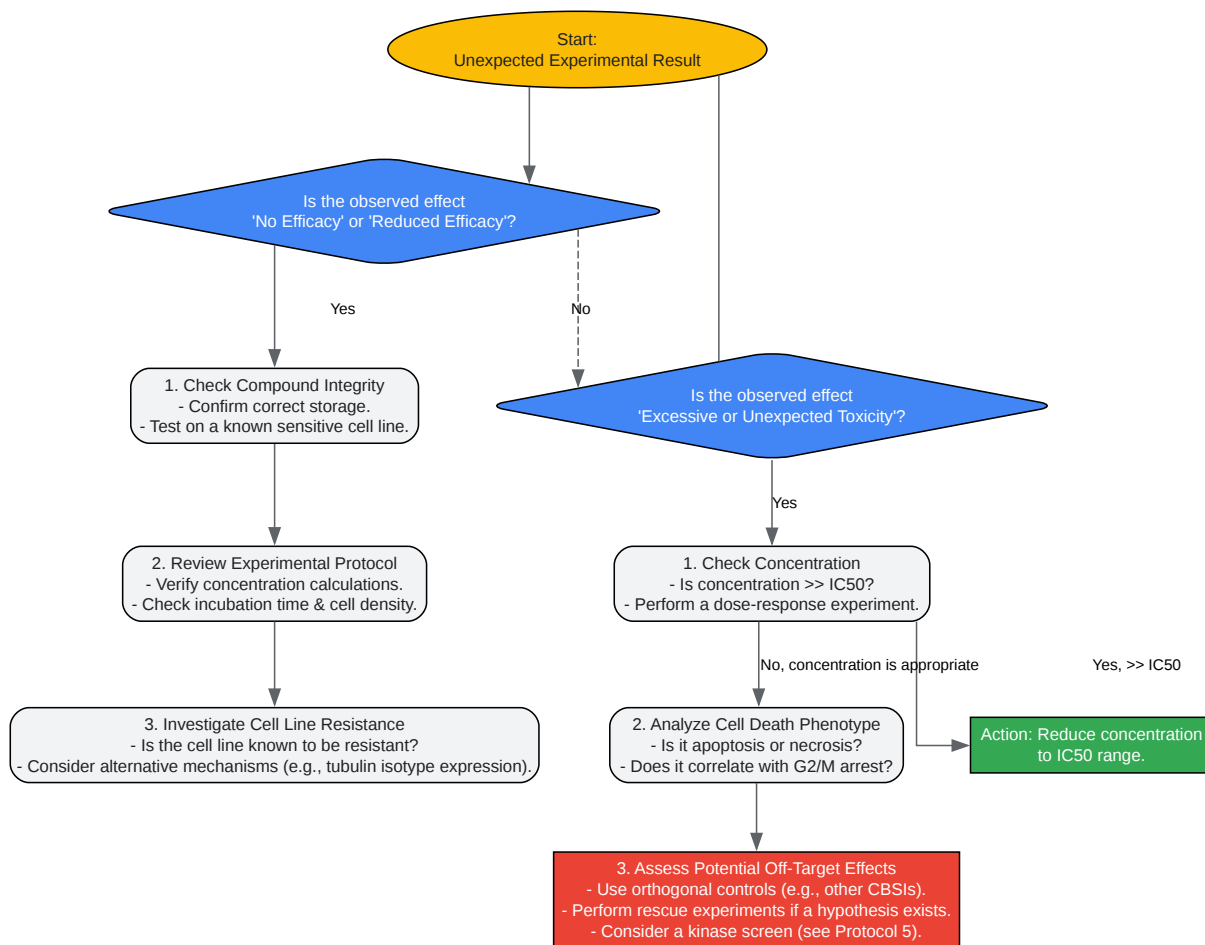 Start:
Unexpected Experimental Result
Is the observed effect
'No Efficacy' or 'Reduced Efficacy'?
Yes
No
1. Check Compound Integrity
- Confirm correct storage.
- Test on a known sensitive cell line.
Is the observed effect
'Excessive or Unexpected Toxicity'?
Yes
2. Review Experimental Protocol
- Verify concentration calculations.
- Check incubation time & cell density.
1. Check Concentration
- Is concentration >> IC50?
- Perform a dose-response experiment.
No, concentration is appropriate
Yes, >> IC50
3. Investigate Cell Line Resistance
- Is the cell line known to be resistant?
- Consider alternative mechanisms (e.g., tubulin isotype expression).
2. Analyze Cell Death Phenotype
- Is it apoptosis or necrosis?
- Does it correlate with G2/M arrest?
Action: Reduce concentration
to IC50 range.
3. Assess Potential Off-Target Effects
- Use orthogonal controls (e.g., other CBSIs).
- Perform rescue experiments if a hypothesis exists.
- Consider a kinase screen (see Protocol 5).